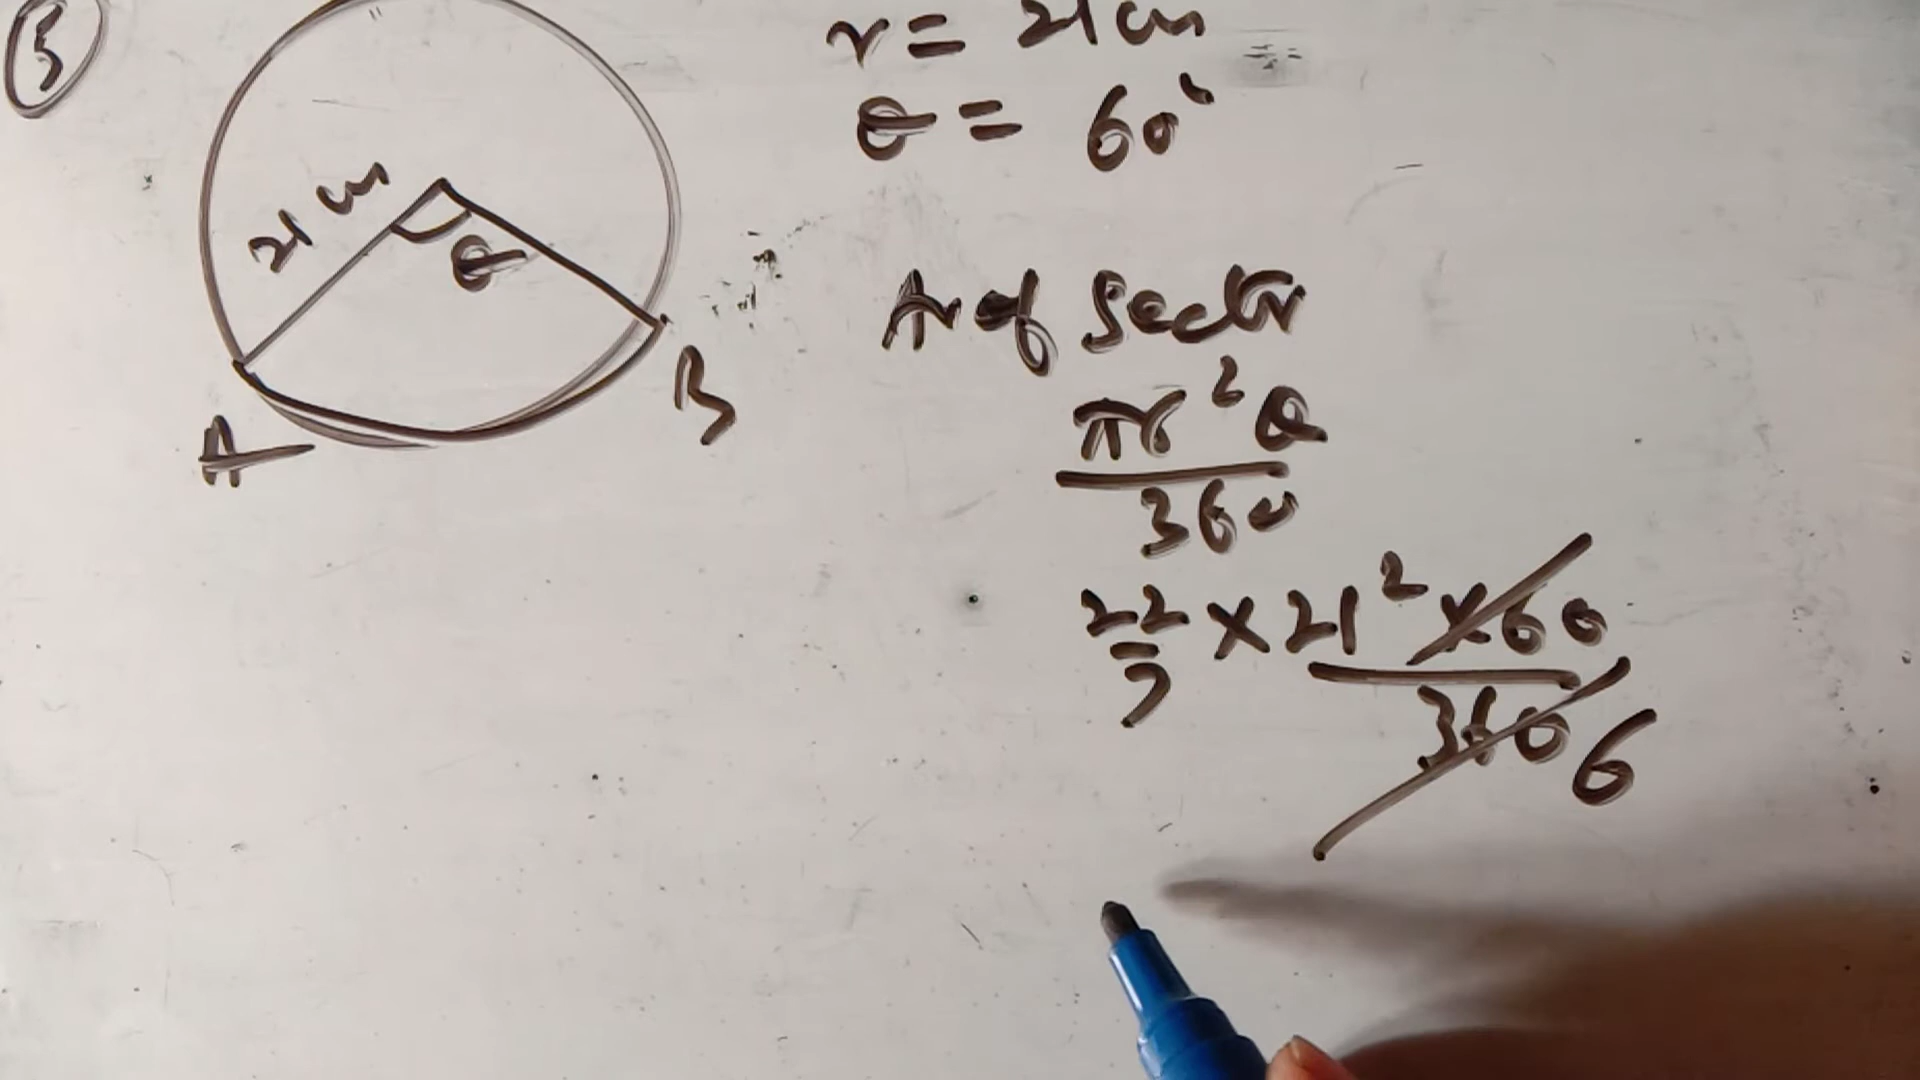 5
r = 21 cm
θ = 60°
21 cm
θ
A
B
Ar of Sector
πr²θ
360
22/7 × 21² × 60
360 6